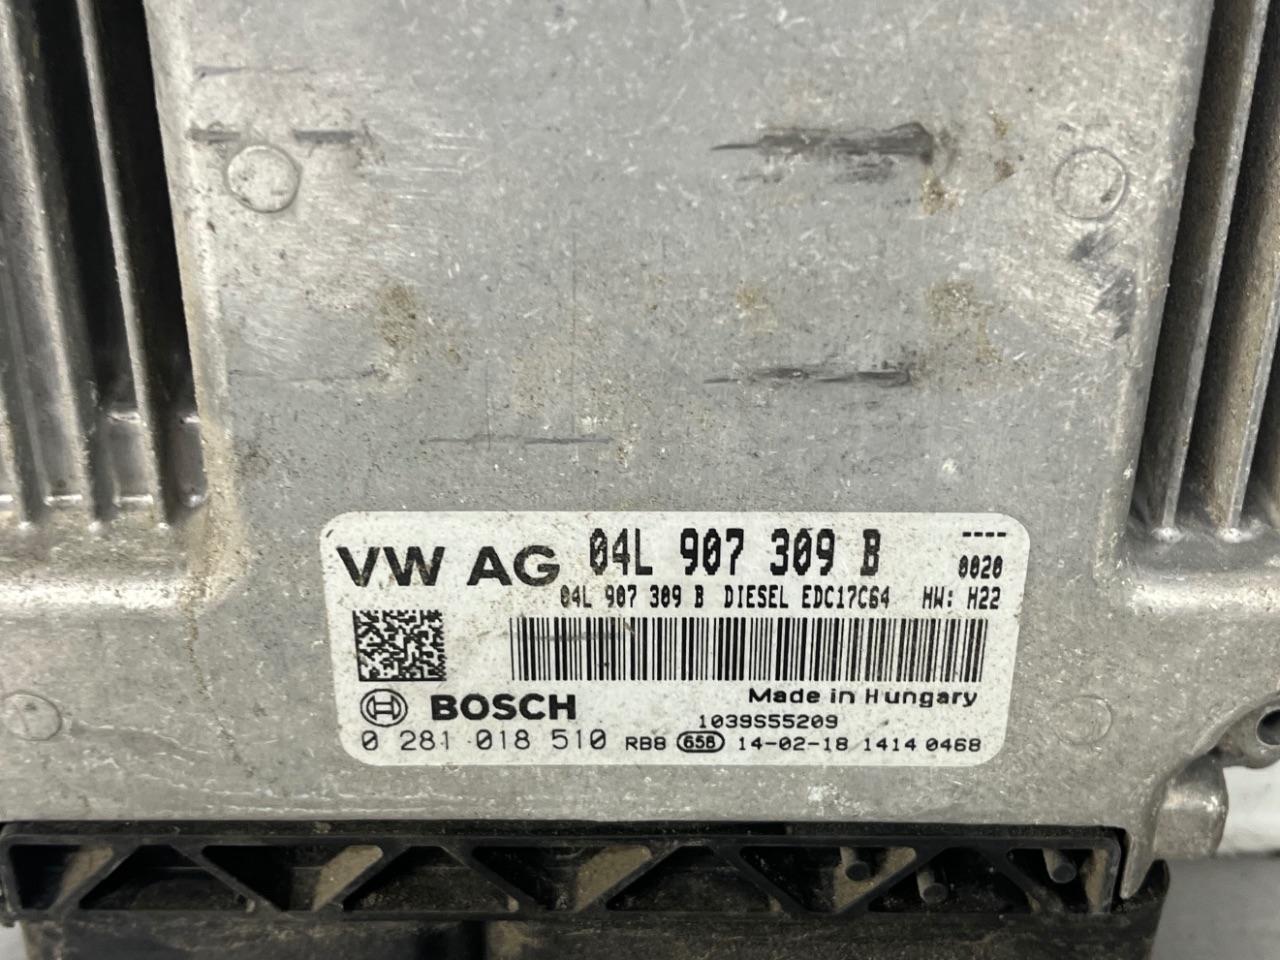 VW AG 04L 907 309 B ----
0020
04L 907 309 B DIESEL EDC17C64 HW: H22
BOSCH Made in Hungary
1039S55209
0 281 018 510 RB8 658 14-02-18 1414 0468